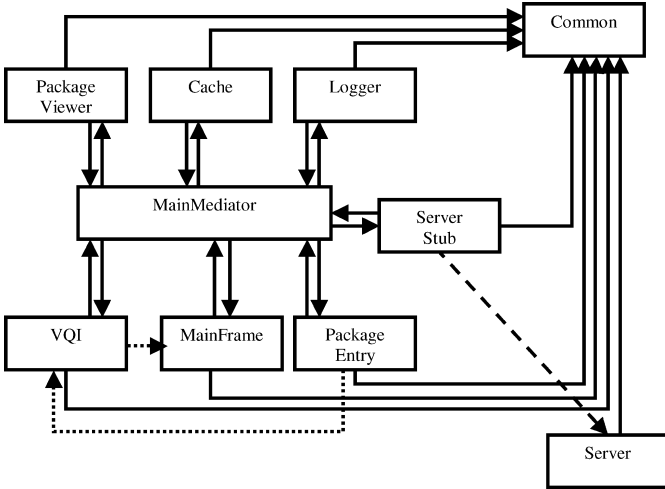 Common
Package
Viewer
Cache
Logger
MainMediator
Server
Stub
VQI
MainFrame
Package
Entry
Server